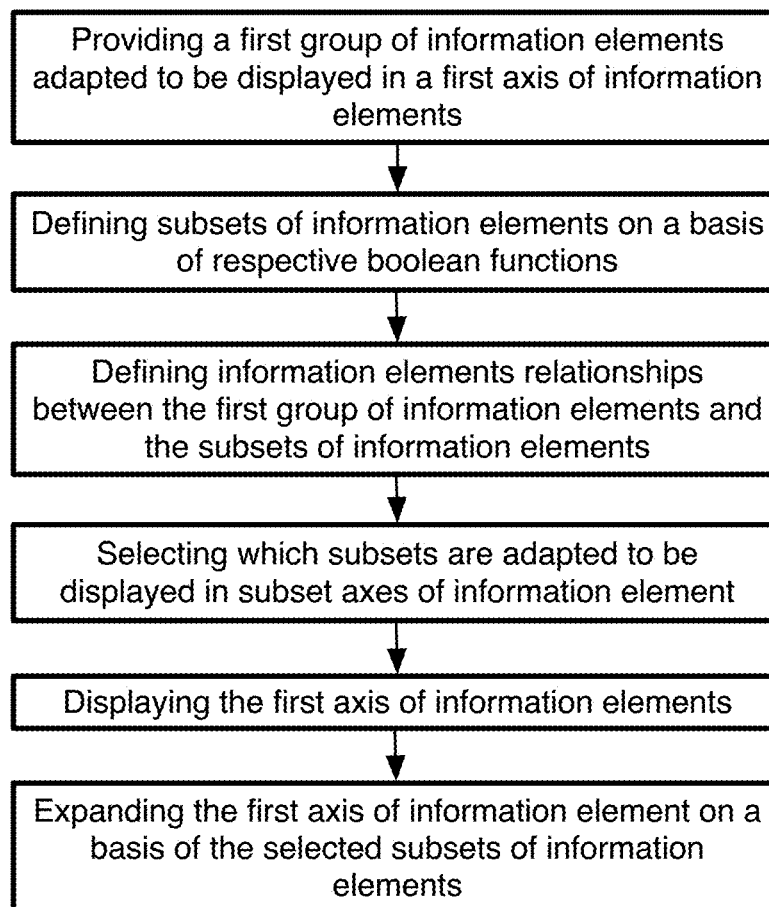 Providing a first group of information elements
adapted to be displayed in a first axis of information
elements
Defining subsets of information elements on a basis
of respective boolean functions
Defining information elements relationships
between the first group of information elements and
the subsets of information elements
Selecting which subsets are adapted to be
displayed in subset axes of information element
Displaying the first axis of information elements
Expanding the first axis of information element on a
basis of the selected subsets of information
elements